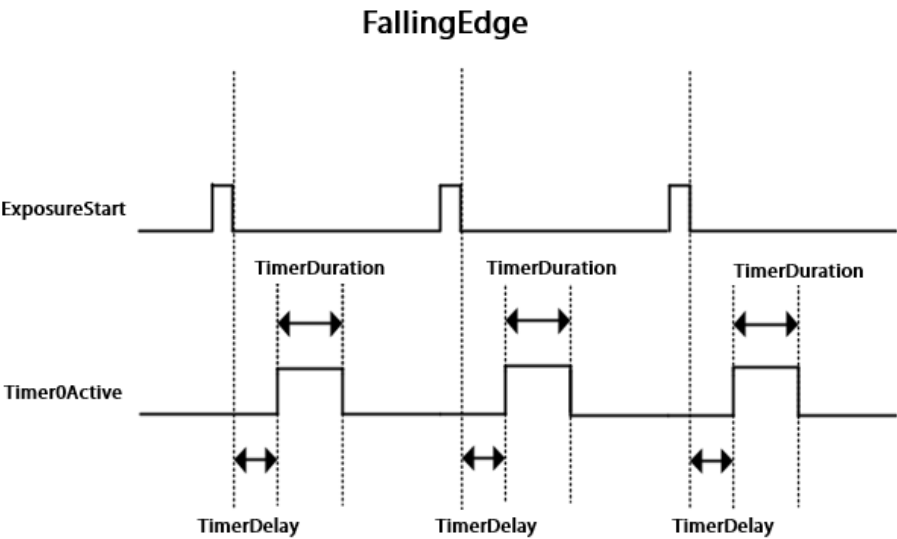 FallingEdge
ExposureStart
TimerDuration
TimerDuration
TimerDuration
Timer0Active
TimerDelay
TimerDelay
TimerDelay